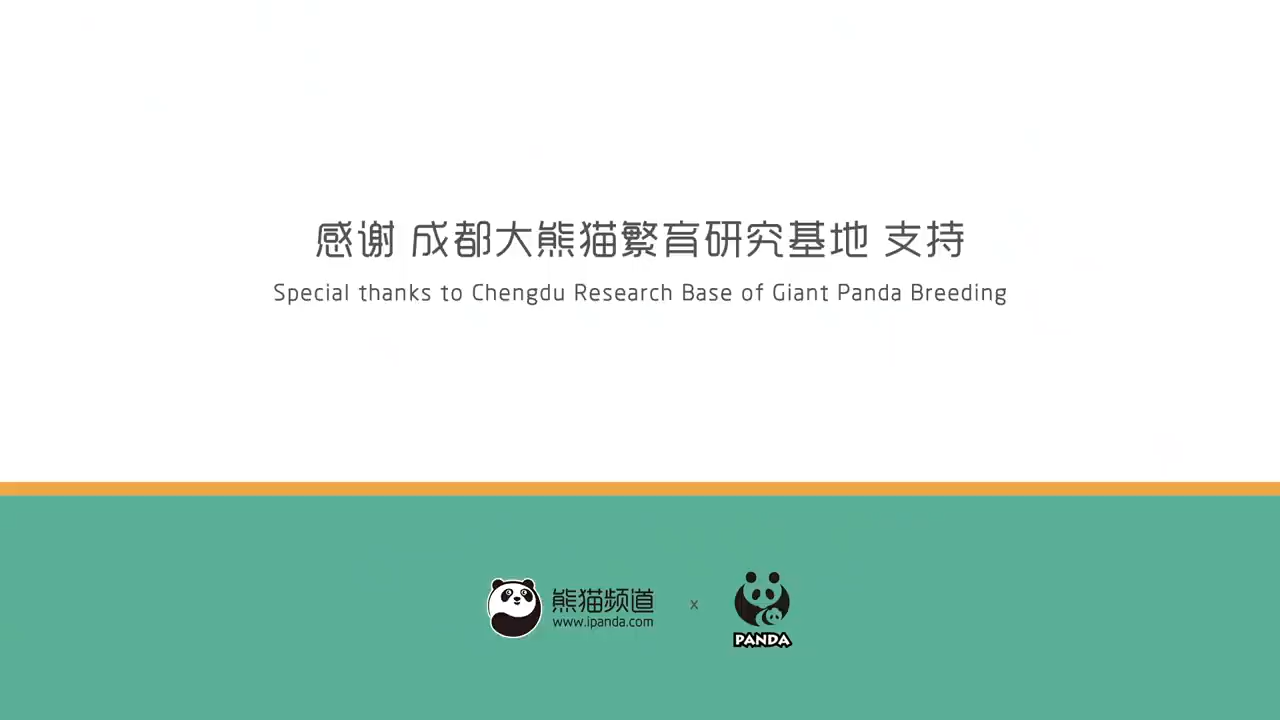 感谢 成都大熊猫繁育研究基地 支持
Special thanks to Chengdu Research Base of Giant Panda Breeding
熊猫频道
www.ipanda.com
x
PANDA